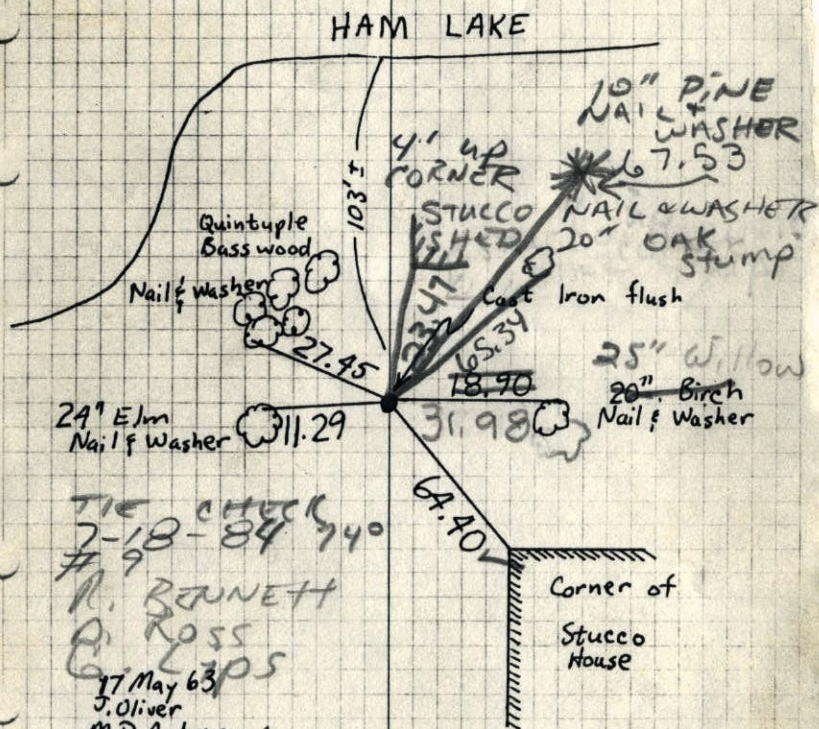 HAM LAKE
10" PINE
NAIL &
WASHER
67.53
4' up
CORNER
STUCCO
SHED
103'±
NAIL & WASHER
20" OAK
stump
Quintuple
Basswood
Nail & Washer
Cast Iron flush
23.47
65.34
27.45
18.90
25" Willow
20" Birch
Nail & Washer
24" Elm
Nail & Washer
11.29
31.98
64.40
TIE CHECK
7-18-84 74°
# 9
R. BENNETT
D. ROSS
G. Lips
Corner of
Stucco
House
17 May 63
J. Oliver